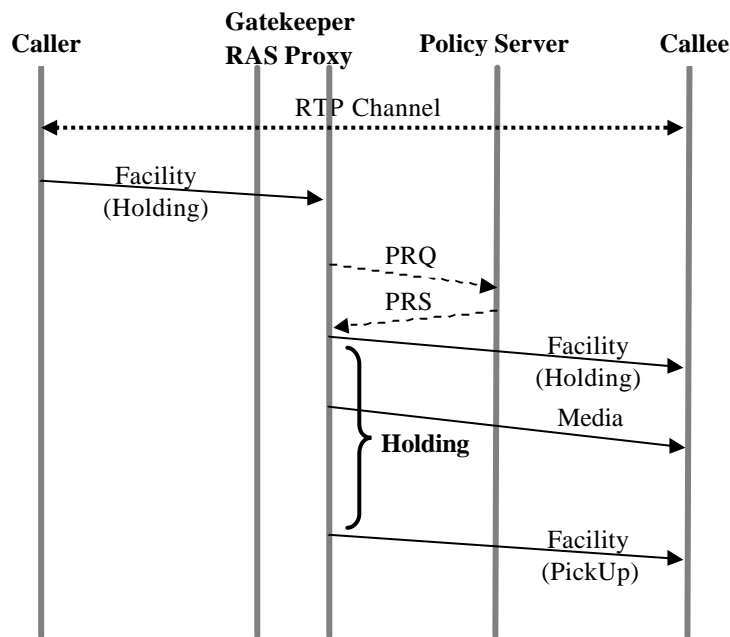 Gatekeeper
Caller
RAS Proxy
Policy Server
Callee
RTP Channel
Facility
(Holding)
PRQ
PRS
Facility
(Holding)
Media
Holding
Facility
(PickUp)